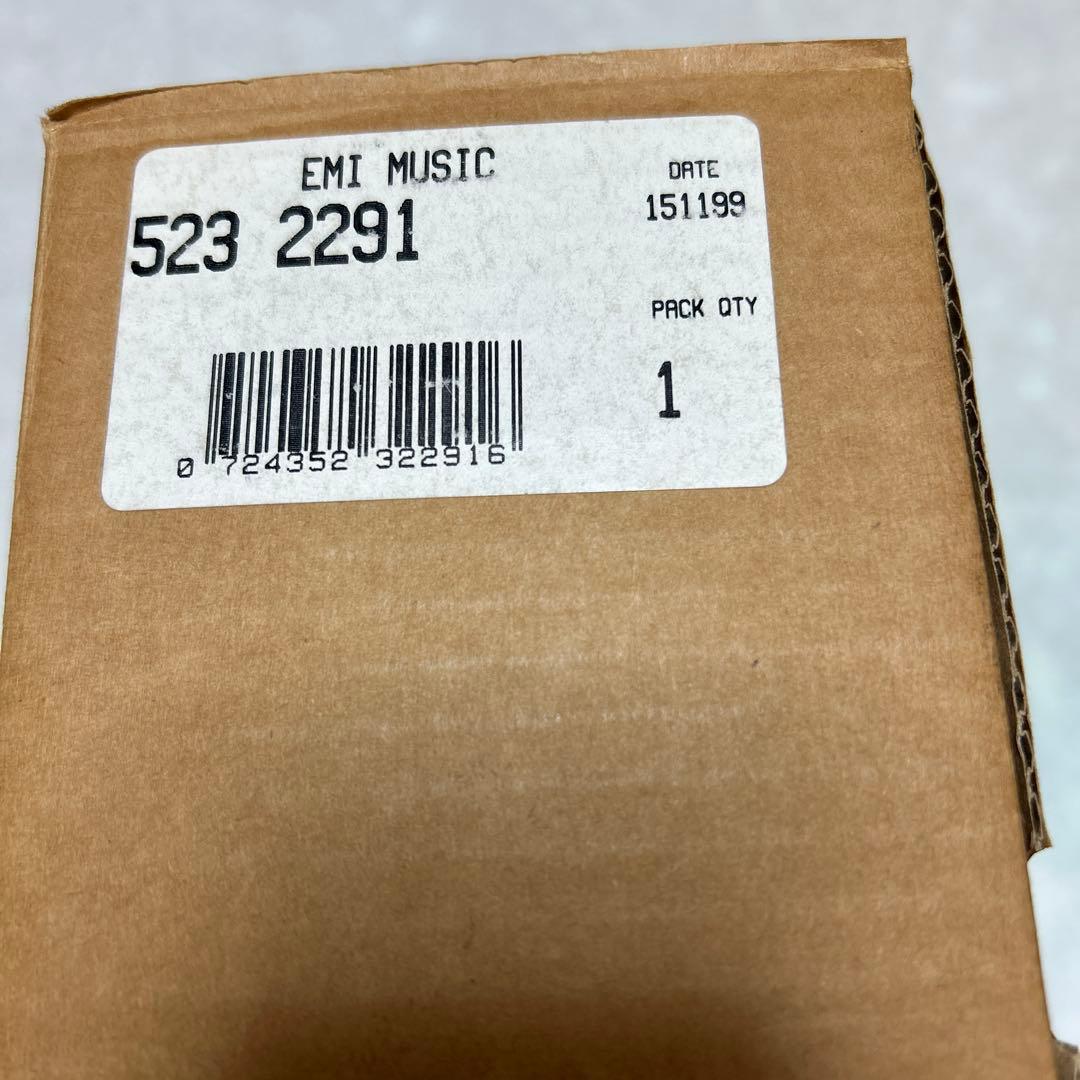 EMI MUSIC
523 2291
DATE
151199
PACK QTY
1
0 724352 322916